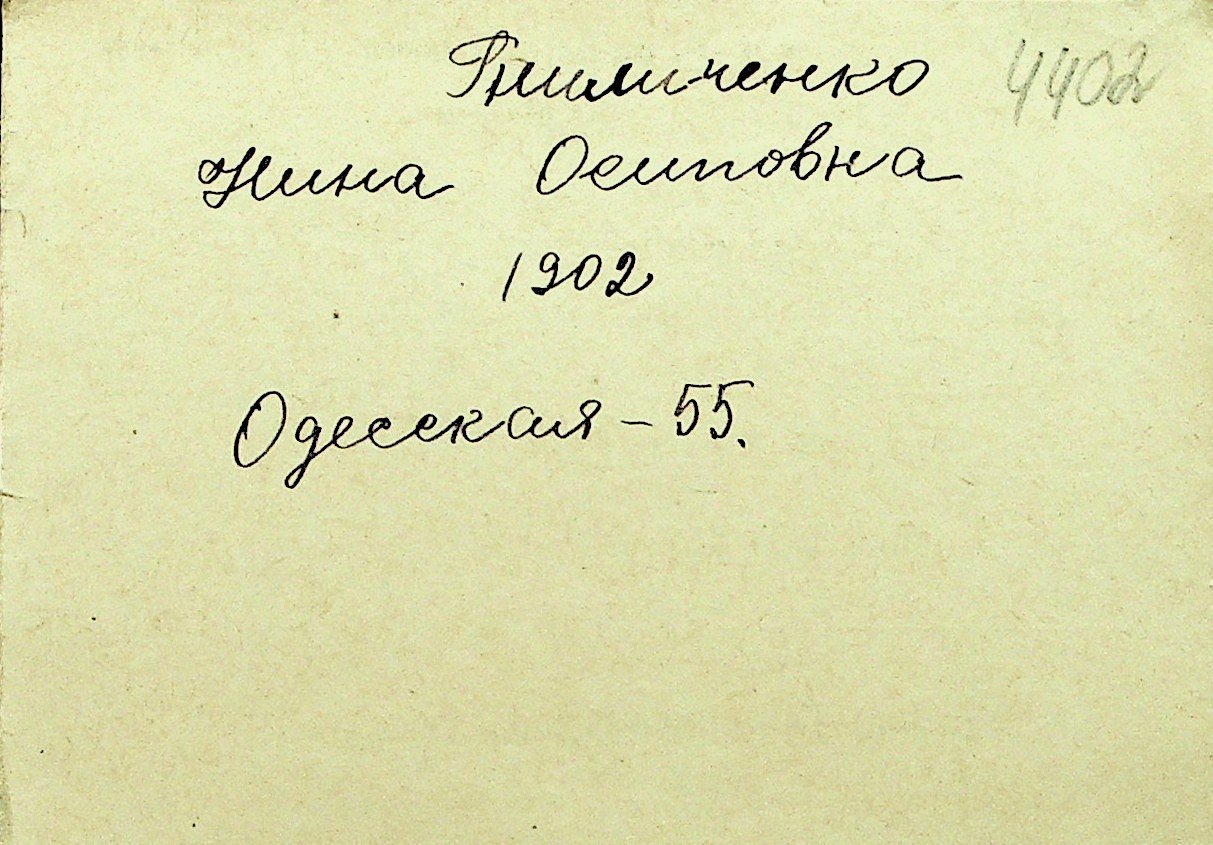 4402
Нина Осиповна
1902
Одесская – 55.